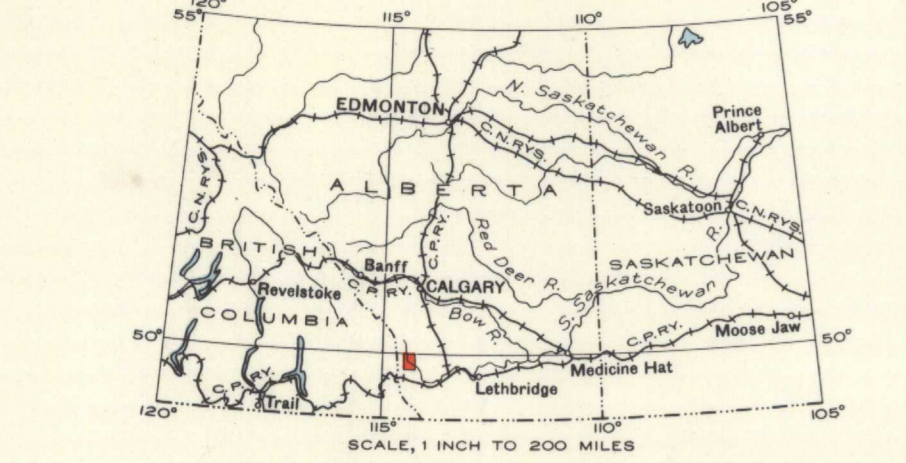 120°
115°
110°
105°
55°
55°
N. Saskatchewan R.
EDMONTON
Prince
Albert
C.N.RYS.
C.N.RYS.
ALBERTA
Saskatoon
C.N.RYS.
C.P.RY.
Red Deer R.
BRITISH
SASKATCHEWAN
Banff
C.P.RY.
CALGARY
Revelstoke
S. Saskatchewan R.
COLUMBIA
Bow R.
C.P.RY.
Moose Jaw
50°
50°
Medicine Hat
Lethbridge
C.P.RY.
Trail
120°
115°
110°
105°
SCALE, 1 INCH TO 200 MILES